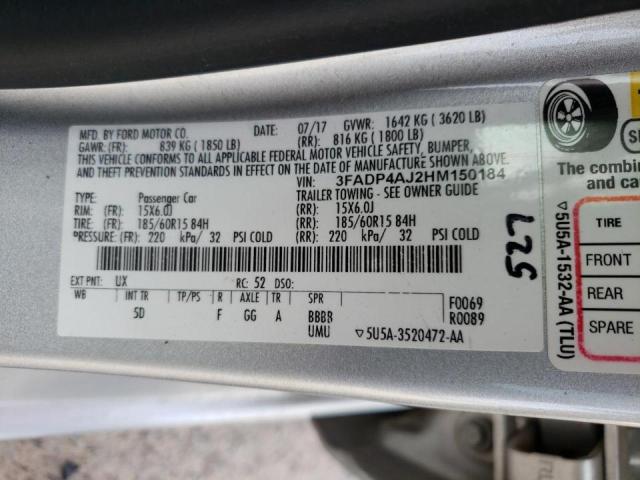 MFD. BY FORD MOTOR CO. DATE: 07/17 GVWR: 1642 KG ( 3620 LB)
GAWR: (FR): 839 KG ( 1850 LB) (RR): 816 KG ( 1800 LB)
THIS VEHICLE CONFORMS TO ALL APPLICABLE FEDERAL MOTOR VEHICLE SAFETY, BUMPER,
AND THEFT PREVENTION STANDARDS IN EFFECT ON THE DATE OF MANUFACTURE SHOWN ABOVE.
VIN: 3FADP4AJ2HM150184
TYPE: Passenger Car TRAILER TOWING - SEE OWNER GUIDE
RIM: (FR) 15X6.0J (RR): 15X6.0J
TIRE: (FR) 185/60R15 84H (RR): 185/60R15 84H
PRESSURE: (FR) 220 kPa/ 32 PSI COLD (RR): 220 kPa/ 32 PSI COLD
EXT PNT: UX RC: 52 DSO:
WB INT TR TP/PS R AXLE TR SPR F0069
5D F GG A BBBR R0089
UMU ▽5U5A-3520472-AA
527
▽5U5A-1532-AA (TLU)
The combin
and ca
TIRE
FRONT
REAR
SPARE